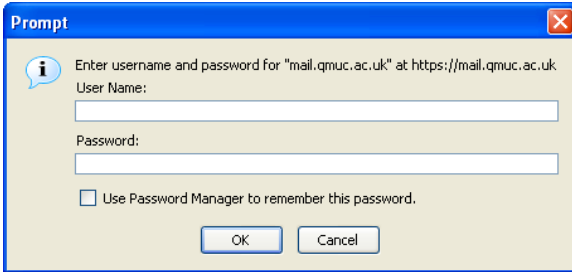 Prompt
Enter username and password for "mail.qmuc.ac.uk" at https://mail.qmuc.ac.uk
User Name:
Password:
Use Password Manager to remember this password.
OK Cancel